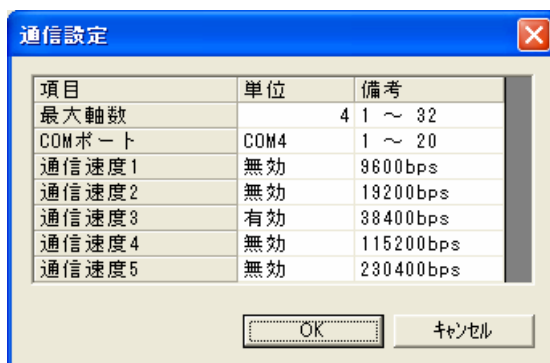 通信設定
項目 単位 備考
最大軸数 4 1 ～ 32
COMポート COM4 1 ～ 20
通信速度1 無効 9600bps
通信速度2 無効 19200bps
通信速度3 有効 38400bps
通信速度4 無効 115200bps
通信速度5 無効 230400bps
OK ｷｬﾝｾﾙ